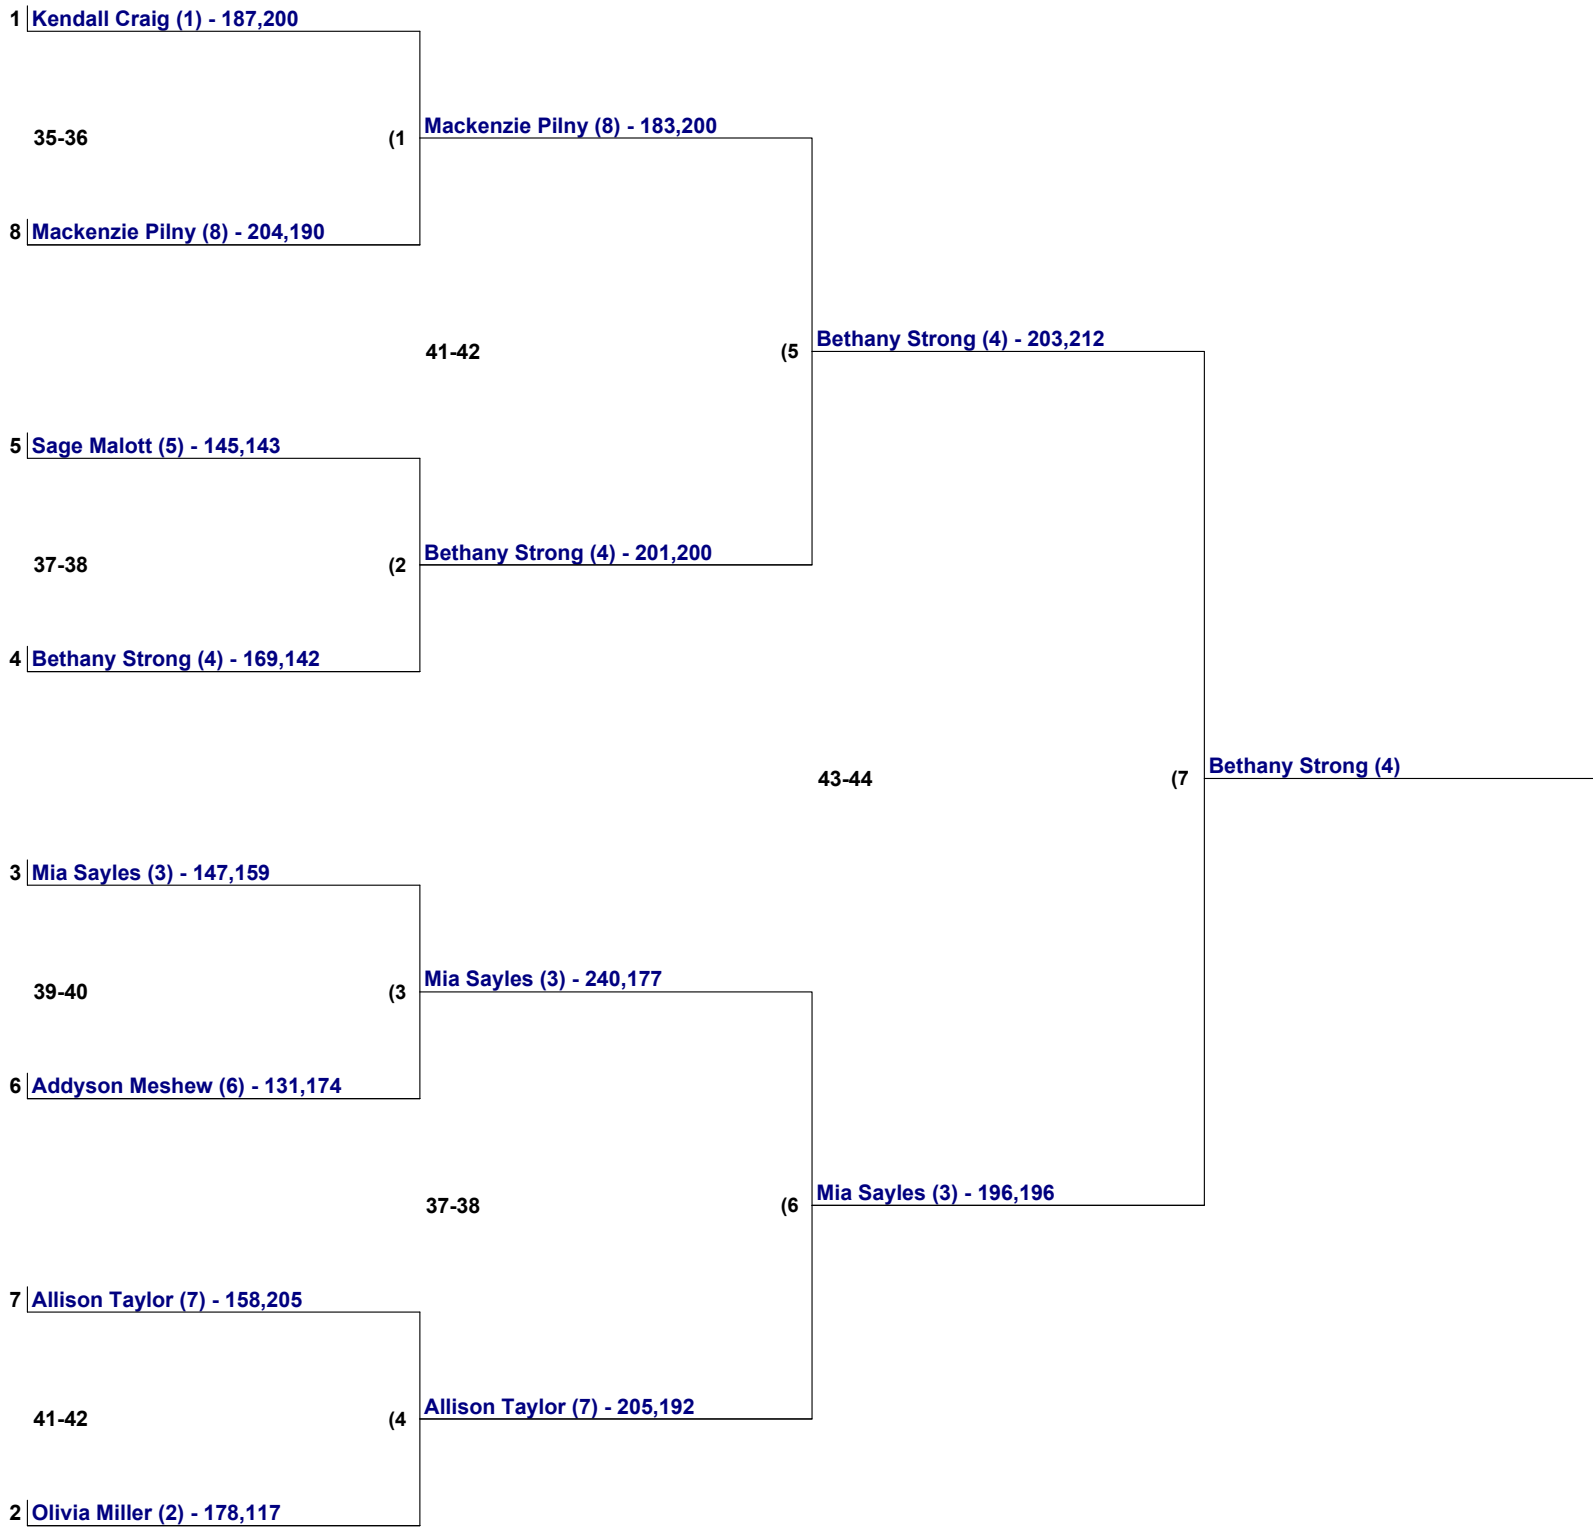 1 Kendall Craig (1) - 187,200
Mackenzie Pilny (8) - 183,200
35-36 (1
8 Mackenzie Pilny (8) - 204,190
Bethany Strong (4) - 203,212
41-42 (5
5 Sage Malott (5) - 145,143
Bethany Strong (4) - 201,200
37-38 (2
4 Bethany Strong (4) - 169,142
Bethany Strong (4)
43-44 (7
3 Mia Sayles (3) - 147,159
Mia Sayles (3) - 240,177
39-40 (3
6 Addyson Meshew (6) - 131,174
Mia Sayles (3) - 196,196
37-38 (6
7 Allison Taylor (7) - 158,205
Allison Taylor (7) - 205,192
41-42 (4
2 Olivia Miller (2) - 178,117